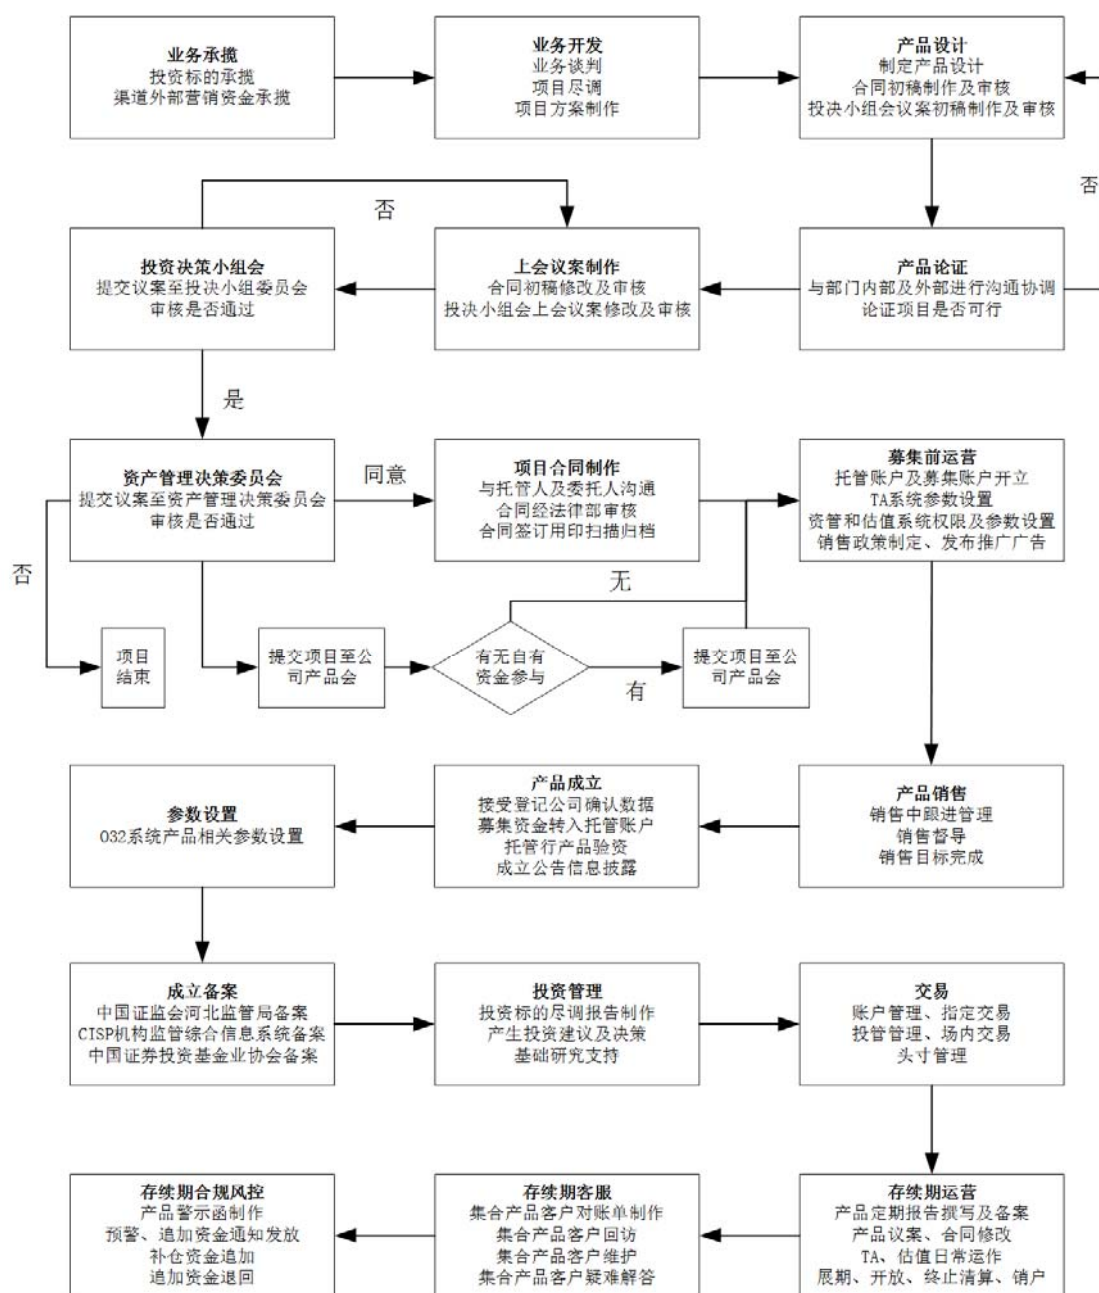 业务承揽
投资标的承揽
渠道外部营销资金承揽
业务开发
业务谈判
项目尽调
项目方案制作
产品设计
制定产品设计
合同初稿制作及审核
投决小组会议案初稿制作及审核
否
否
投资决策小组会
提交议案至投决小组委员会
审核是否通过
上会议案制作
合同初稿修改及审核
投决小组会上会议案修改及审核
产品论证
与部门内部及外部进行沟通协调
论证项目是否可行
是
资产管理决策委员会
提交议案至资产管理决策委员会
审核是否通过
同意
项目合同制作
与托管人及委托人沟通
合同经法律部审核
合同签订用印扫描归档
募集前运营
托管账户及募集账户开立
TA系统参数设置
资管和估值系统权限及参数设置
销售政策制定、发布推广广告
否
无
项目
结束
提交项目至公
司产品会
有无自有
资金参与
有
提交项目至公
司产品会
参数设置
O32系统产品相关参数设置
产品成立
接受登记公司确认数据
募集资金转入托管账户
托管行产品验资
成立公告信息披露
产品销售
销售中跟进管理
销售督导
销售目标完成
成立备案
中国证监会河北监管局备案
CISP机构监管综合信息系统备案
中国证券投资基金业协会备案
投资管理
投资标的尽调报告制作
产生投资建议及决策
基础研究支持
交易
账户管理、指定交易
投管管理、场内交易
头寸管理
存续期合规风控
产品警示函制作
预警、追加资金通知发放
补仓资金追加
追加资金退回
存续期客服
集合产品客户对账单制作
集合产品客户回访
集合产品客户维护
集合产品客户疑难解答
存续期运营
产品定期报告撰写及备案
产品议案、合同修改
TA、估值日常运作
展期、开放、终止清算、销户